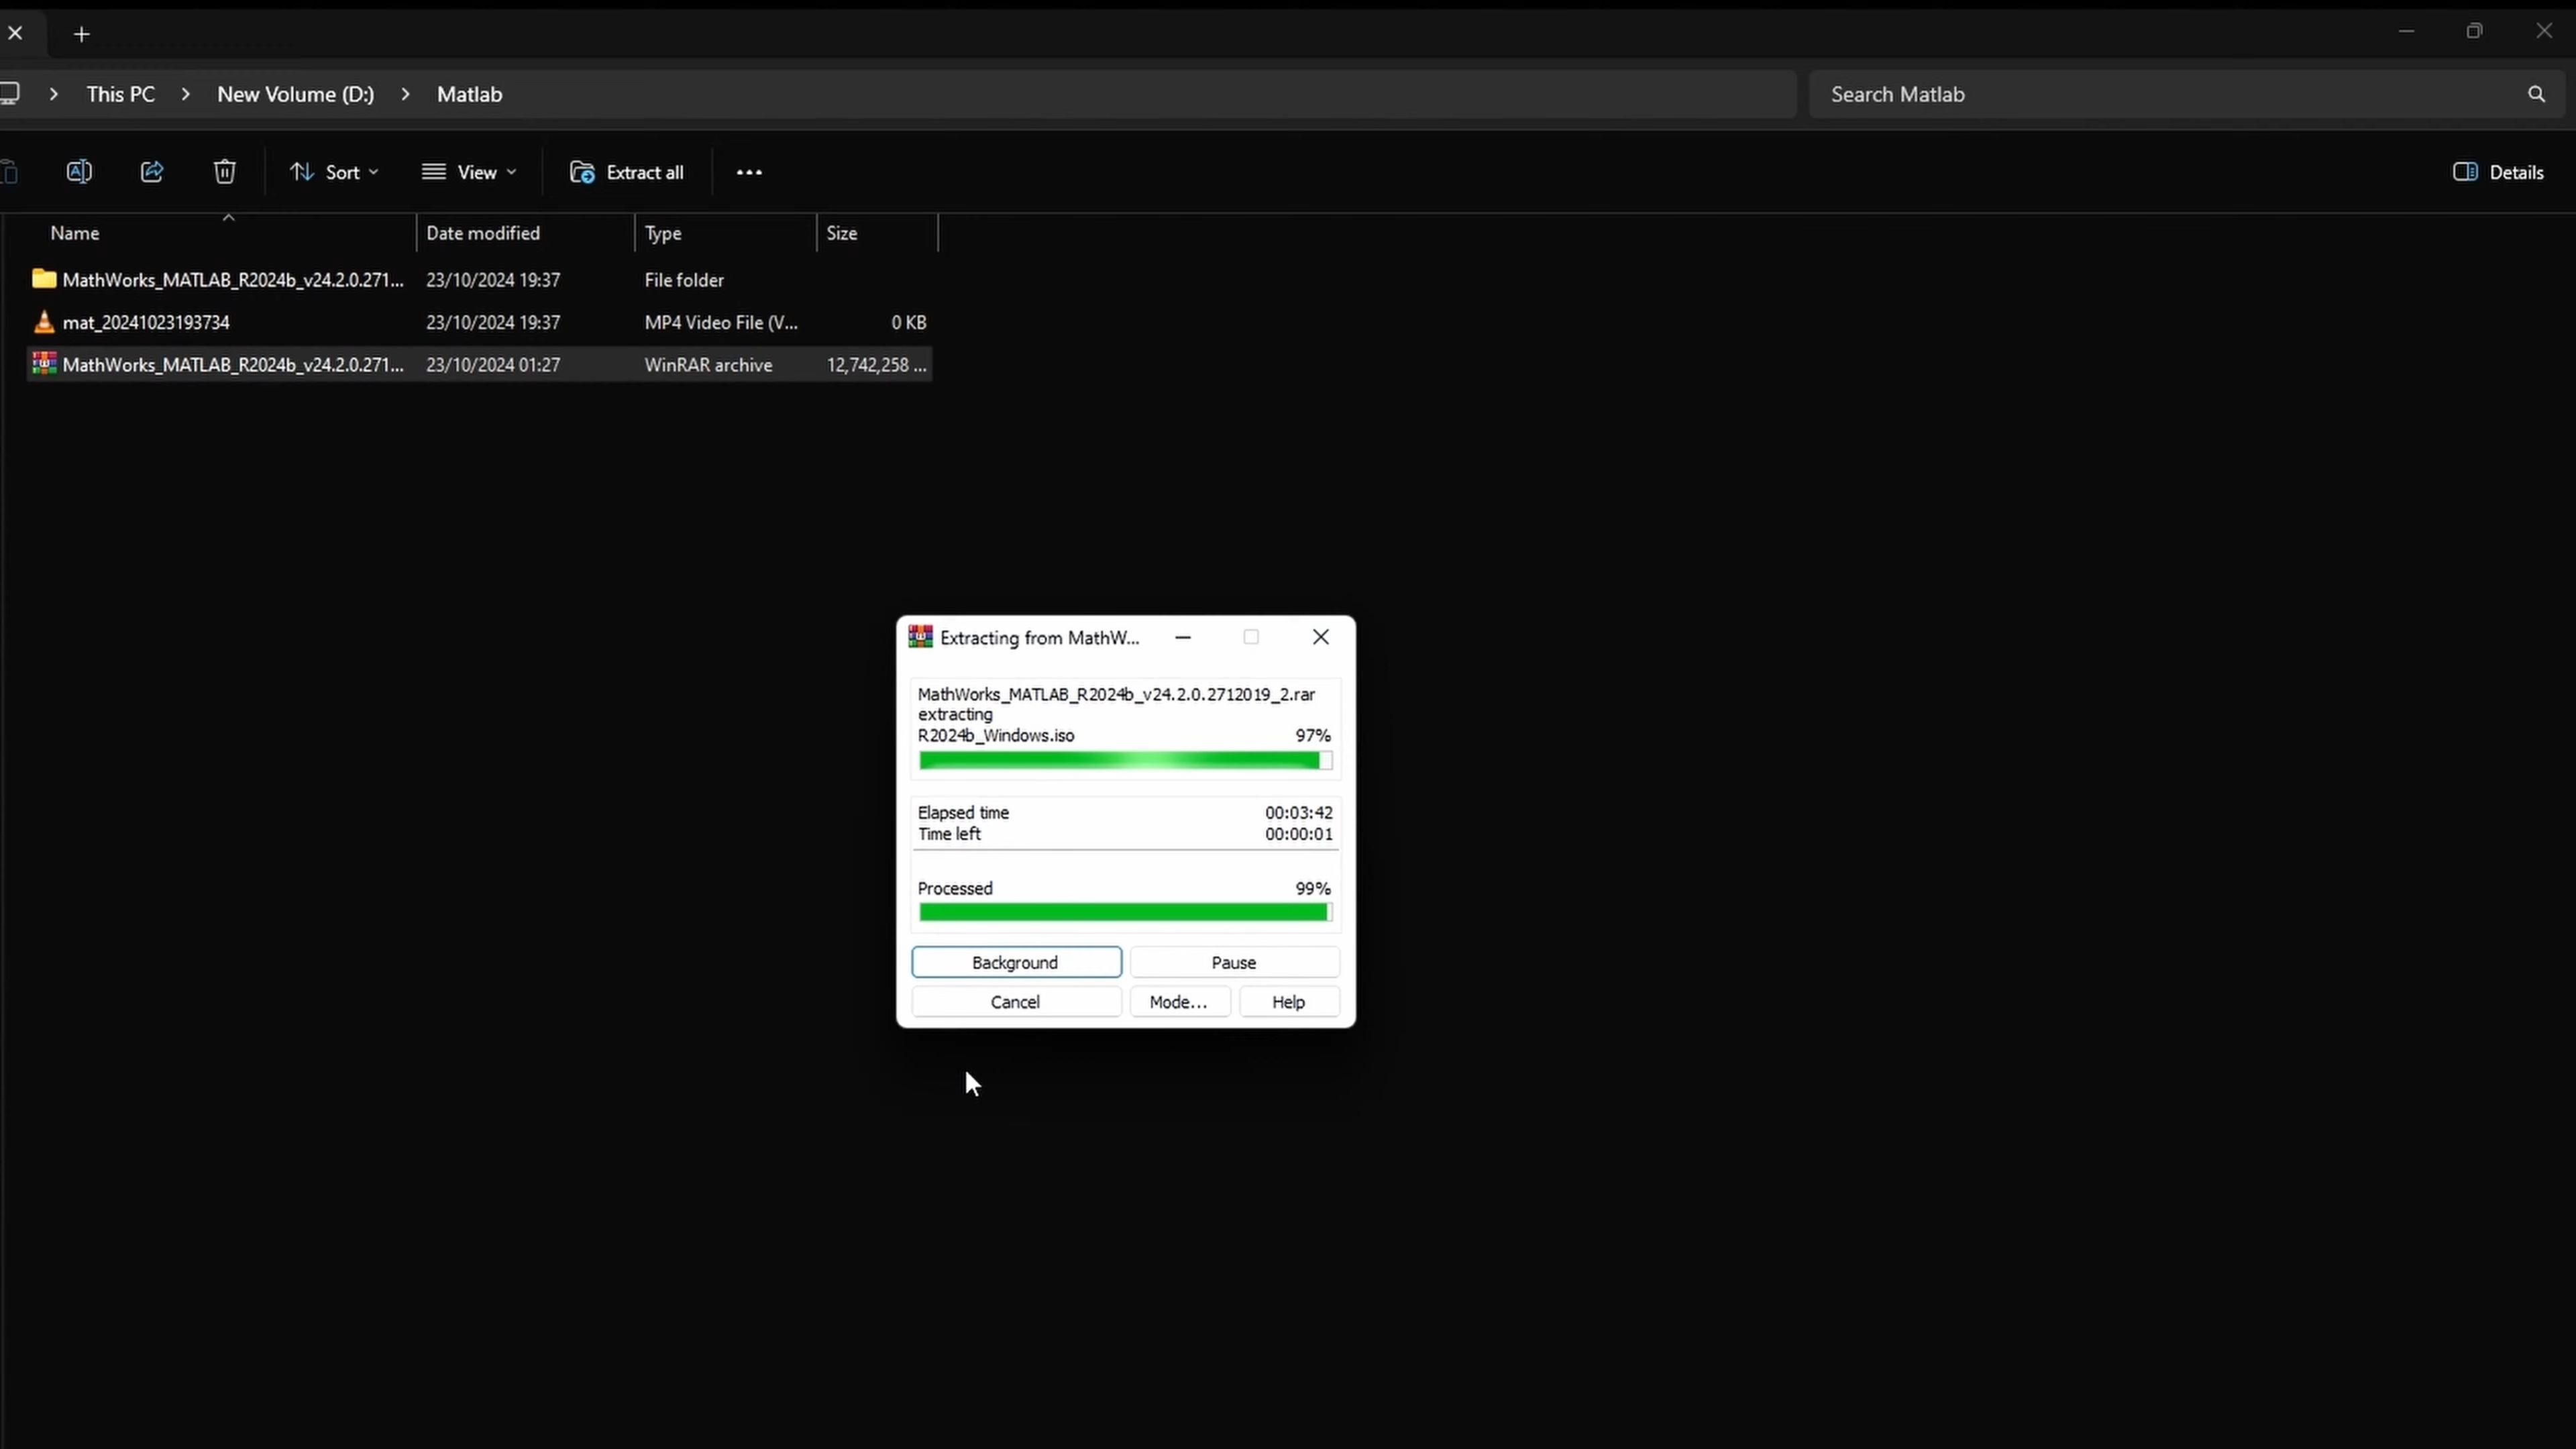 This PC > New Volume (D:) > Matlab
Search Matlab
Sort
View
Extract all
Details
Name
Date modified
Type
Size
MathWorks_MATLAB_R2024b_v24.2.0.271... 23/10/2024 19:37 File folder
mat_20241023193734 23/10/2024 19:37 MP4 Video File (V... 0 KB
MathWorks_MATLAB_R2024b_v24.2.0.271... 23/10/2024 01:27 WinRAR archive 12,742,258 ...
Extracting from MathW...
MathWorks_MATLAB_R2024b_v24.2.0.2712019_2.rar
extracting
R2024b_Windows.iso 97%
Elapsed time 00:03:42
Time left 00:00:01
Processed 99%
Background
Pause
Cancel
Mode...
Help